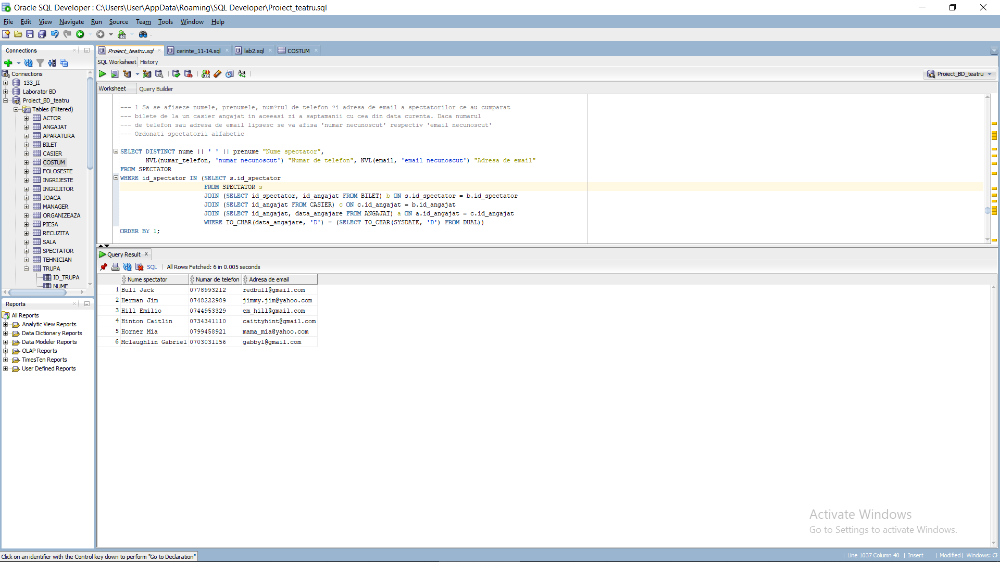 Oracle SQL Developer : C:\Users\User\AppData\Roaming\SQL Developer\Proiect_teatru.sql
File Edit View Navigate Run Source Team Tools Window Help
Connections
Connections
133_II
Laborator BD
Proiect_BD_teatru
Tables (Filtered)
ACTOR
ANGAJAT
APARATURA
BILET
CASIER
COSTUM
FOLOSESTE
INGRIJESTE
INGRIJITOR
JOACA
MANAGER
ORGANIZEAZA
PIESA
RECUZITA
SALA
SPECTATOR
TEHNICIAN
TRUPA
ID_TRUPA
NUME
Reports
All Reports
Analytic View Reports
Data Dictionary Reports
Data Modeler Reports
OLAP Reports
TimesTen Reports
User Defined Reports
Proiect_teatru.sql cerinte_11-14.sql lab2.sql COSTUM
SQL Worksheet History
Proiect_BD_teatru
Worksheet Query Builder
--- 1 Sa se afiseze numele, prenumele, num?rul de telefon ?i adresa de email a spectatorilor ce au cumparat
--- bilete de la un casier angajat in aceeasi zi a saptamanii cu cea din data curenta. Daca numarul
--- de telefon sau adresa de email lipsesc se va afisa 'numar necunoscut' respectiv 'email necunoscut'
--- Ordonati spectatorii alfabetic
SELECT DISTINCT nume || ' ' || prenume "Nume spectator",
NVL(numar_telefon, 'numar necunoscut') "Numar de telefon", NVL(email, 'email necunoscut') "Adresa de email"
FROM SPECTATOR
WHERE id_spectator IN (SELECT s.id_spectator
FROM SPECTATOR s
JOIN (SELECT id_spectator, id_angajat FROM BILET) b ON s.id_spectator = b.id_spectator
JOIN (SELECT id_angajat FROM CASIER) c ON c.id_angajat = b.id_angajat
JOIN (SELECT id_angajat, data_angajare FROM ANGAJAT) a ON a.id_angajat = c.id_angajat
WHERE TO_CHAR(data_angajare, 'D') = (SELECT TO_CHAR(SYSDATE, 'D') FROM DUAL))
ORDER BY 1;
Query Result
SQL | All Rows Fetched: 6 in 0.005 seconds
Nume spectator Numar de telefon Adresa de email
1 Bull Jack 0778993212 redbull@gmail.com
2 Herman Jim 0748222989 jimmy.jim@yahoo.com
3 Hill Emilio 0744953329 em_hill@gmail.com
4 Hinton Caitlin 0734341110 caittyhint@gmail.com
5 Horner Mia 0799458921 mama_mia@yahoo.com
6 Mclaughlin Gabriel 0703031156 gabbyl@gmail.com
Activate Windows
Go to Settings to activate Windows.
Click on an identifier with the Control key down to perform "Go to Declaration"
| Line 1037 Column 40 | Insert | Modified | Windows: CF